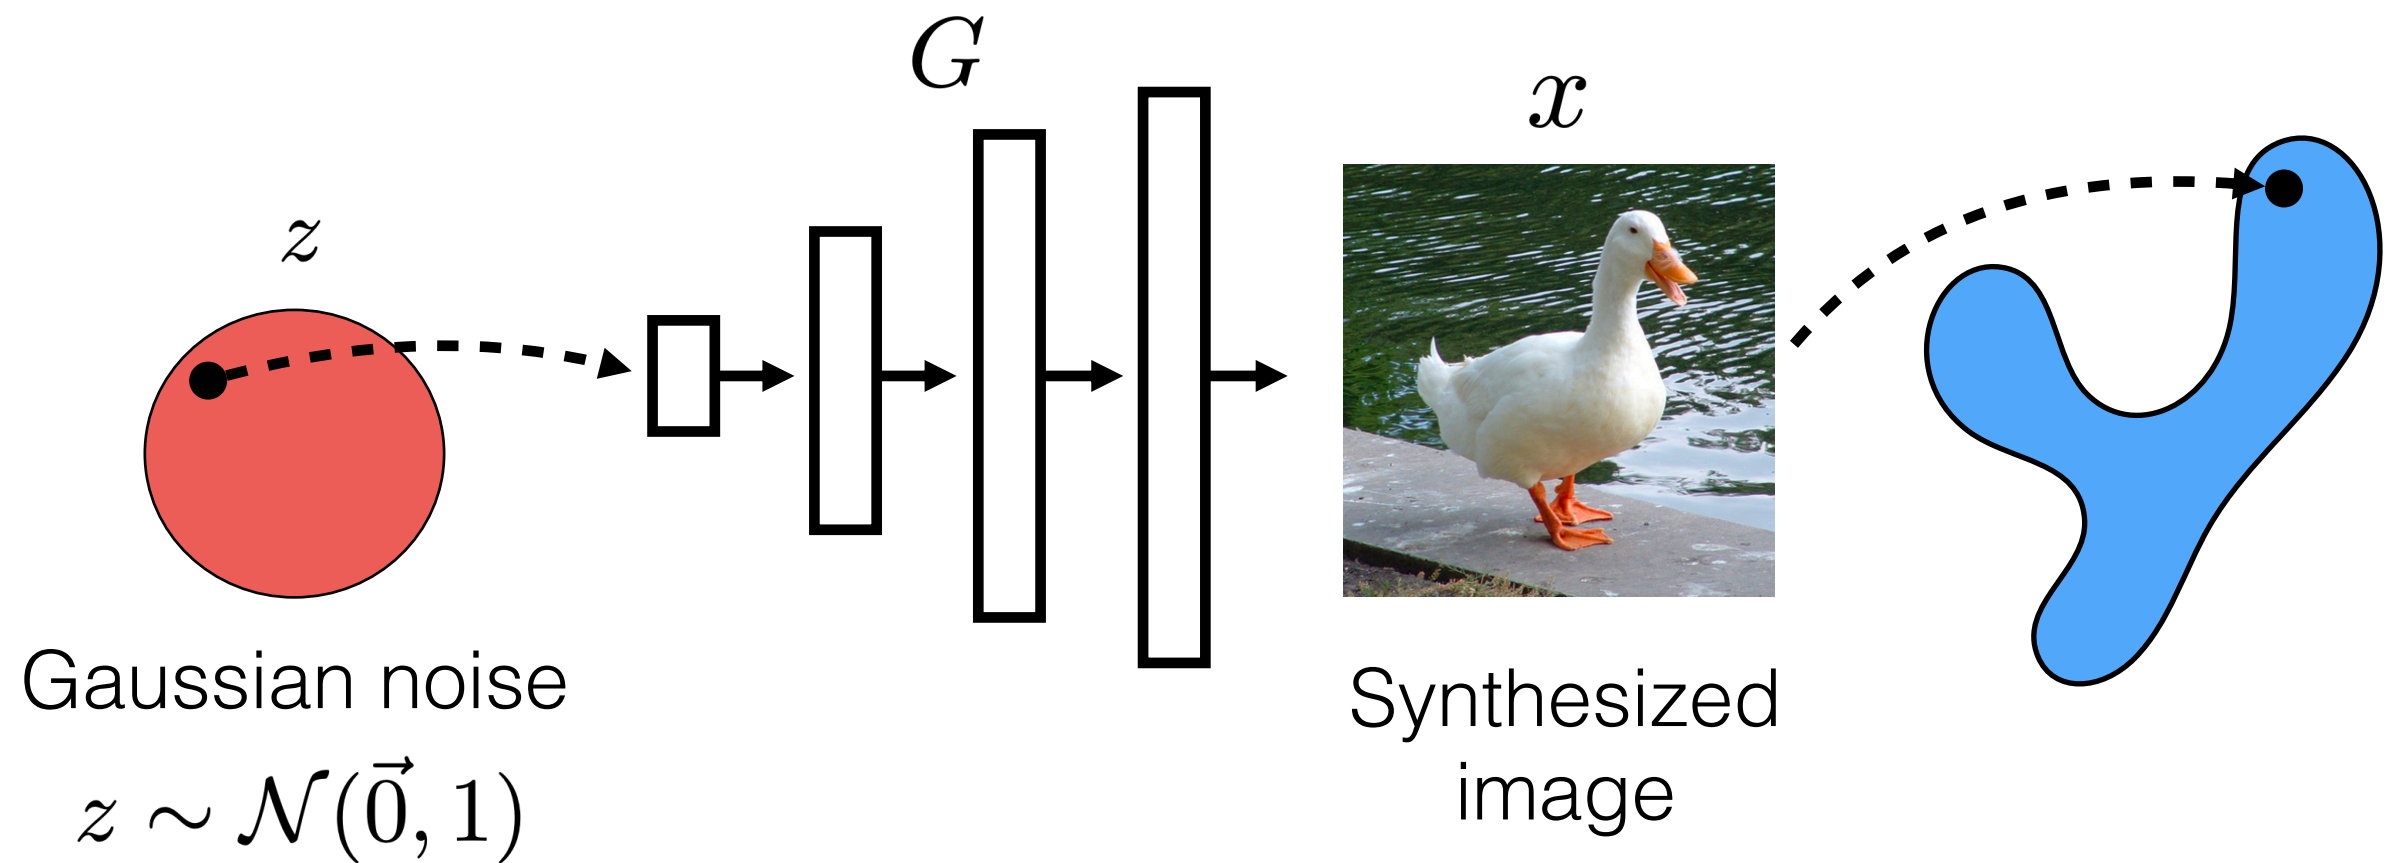 G
x
z
Gaussian noise
z ∼ 𝒩(0⃗, 1)
Synthesized
image